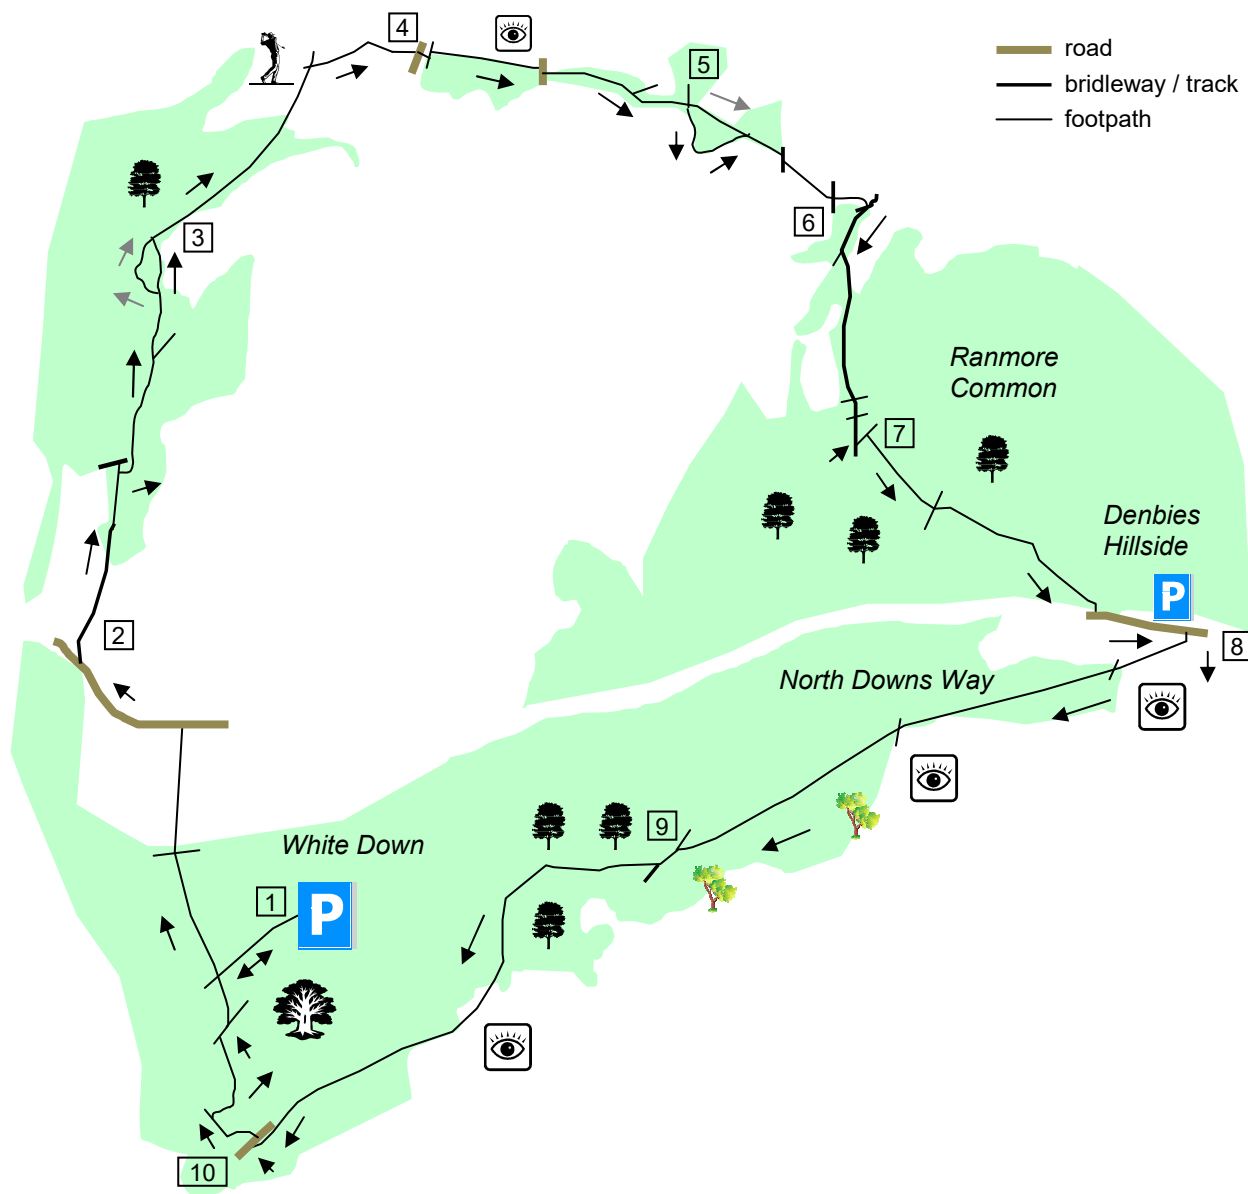 4
road
bridleway / track
footpath
5
6
3
Ranmore
Common
7
Denbies
Hillside
P
2
8
North Downs Way
White Down
9
1
P
10